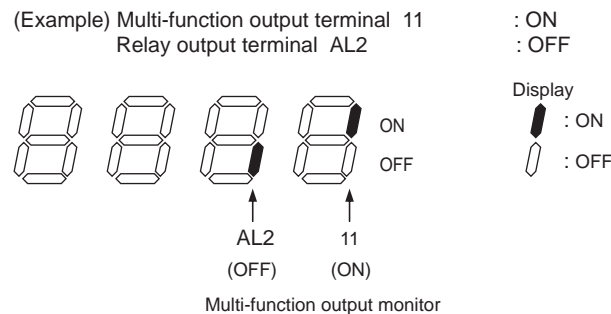 (Example) Multi-function output terminal 11 : ON
Relay output terminal AL2 : OFF
Display
ON : ON
OFF : OFF
AL2 11
(OFF) (ON)
Multi-function output monitor